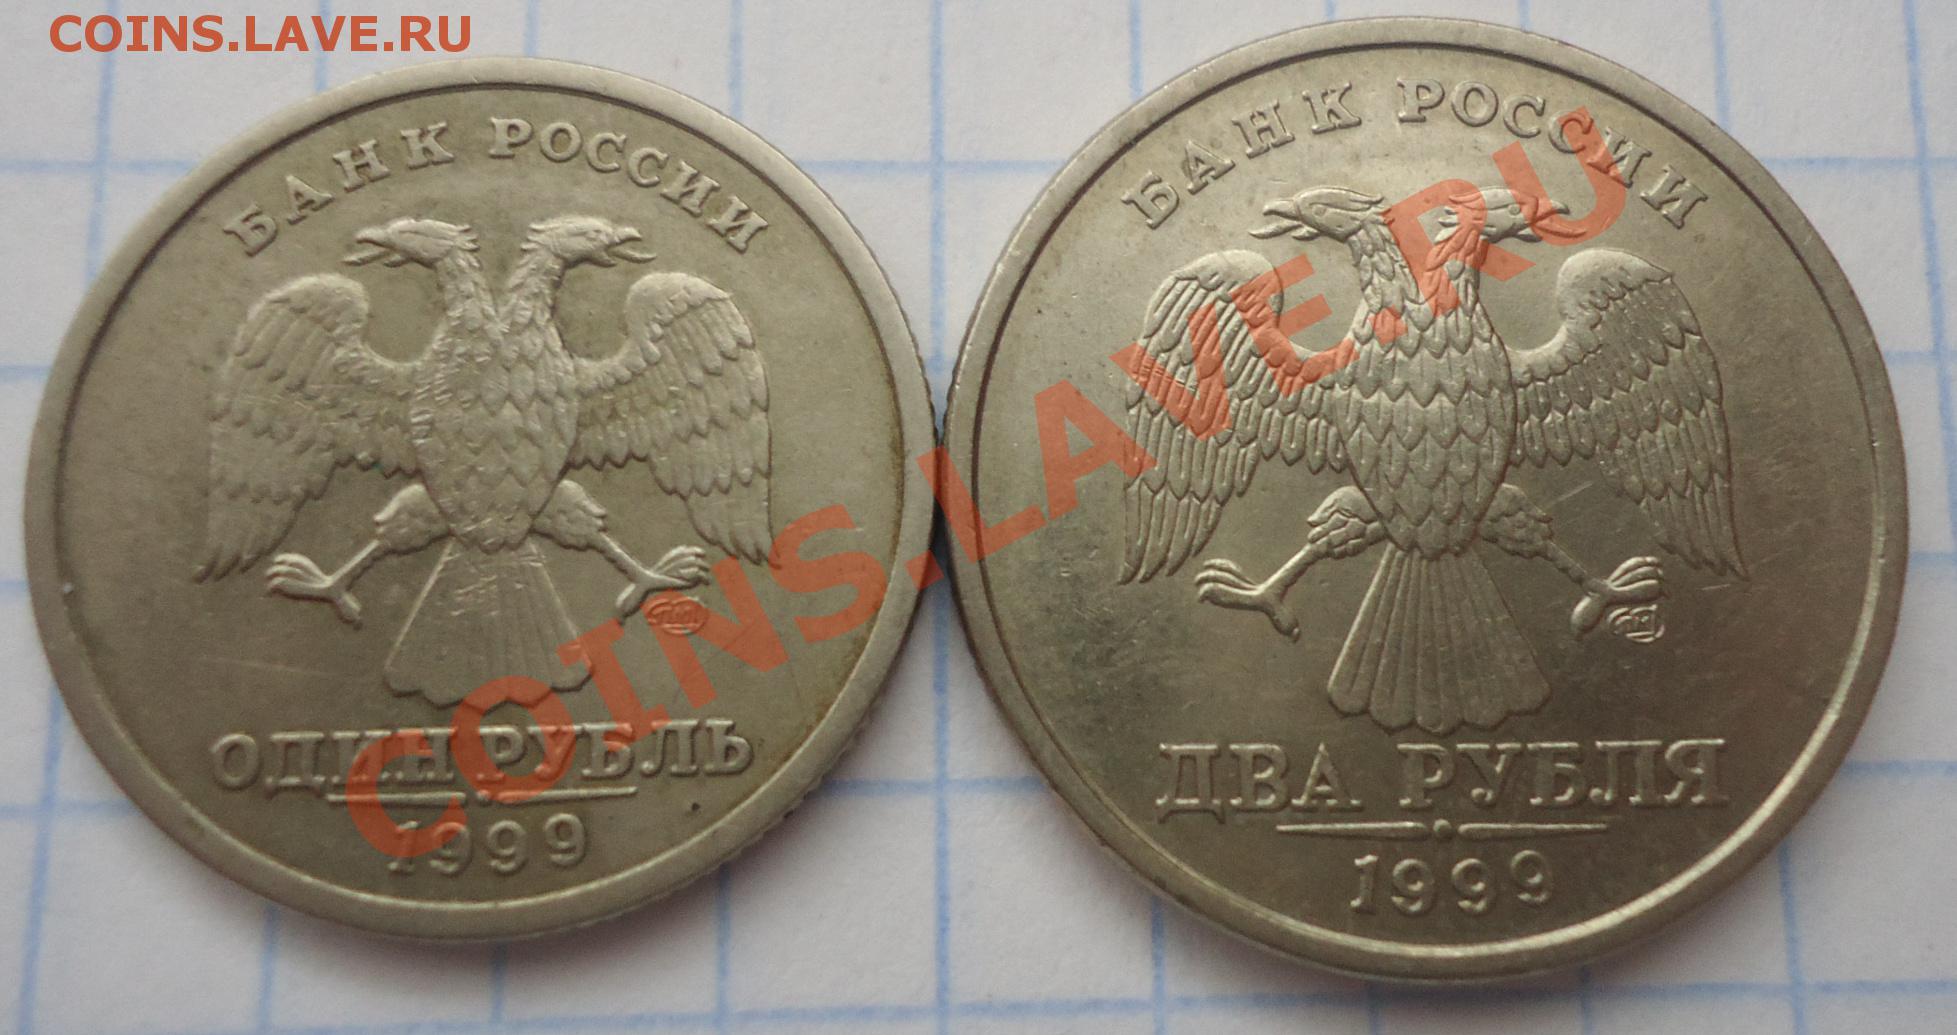 COINS.LAVE.RU
БАНК РОССИИ
ОДИН РУБЛЬ
1999
БАНК РОССИИ
ДВА РУБЛЯ
1999
COINS.LAVE.RU